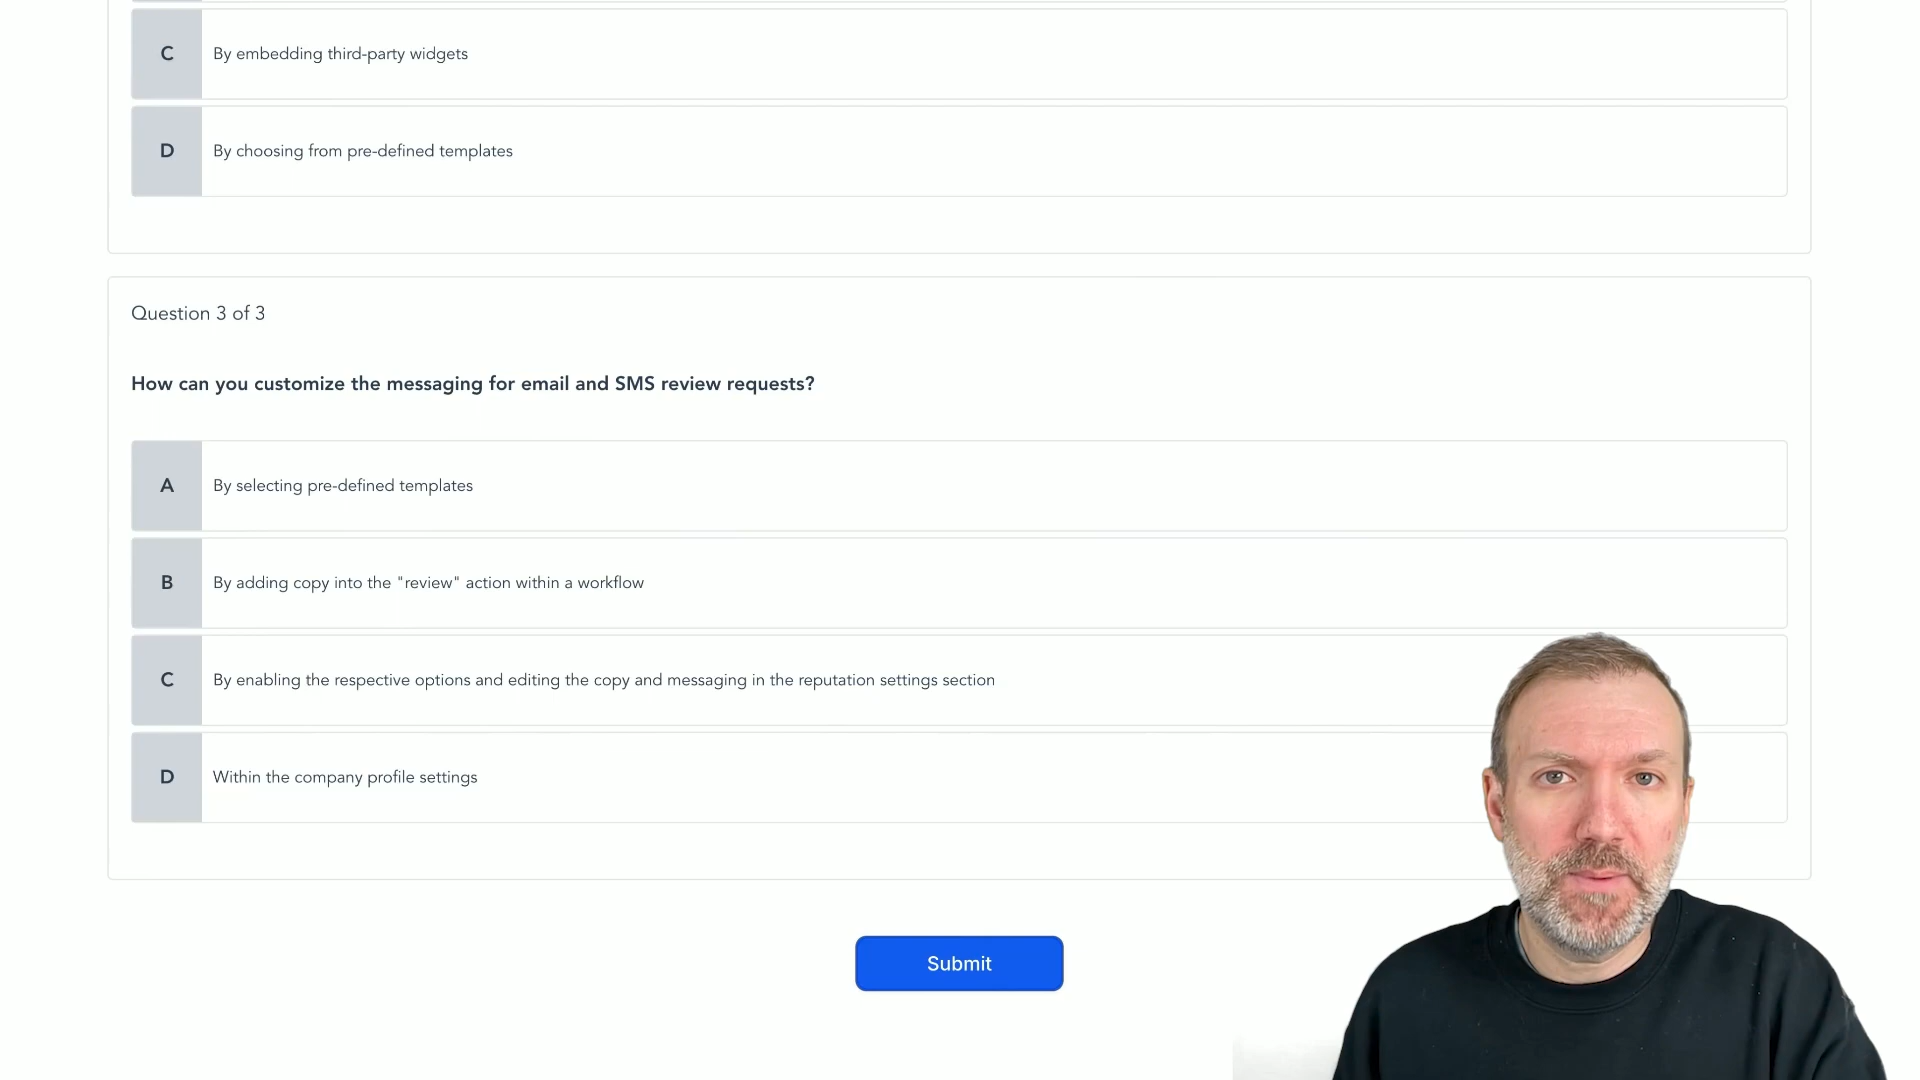 C
By embedding third-party widgets
D
By choosing from pre-defined templates
Question 3 of 3
How can you customize the messaging for email and SMS review requests?
A
By selecting pre-defined templates
B
By adding copy into the "review" action within a workflow
C
By enabling the respective options and editing the copy and messaging in the reputation settings section
D
Within the company profile settings
Submit